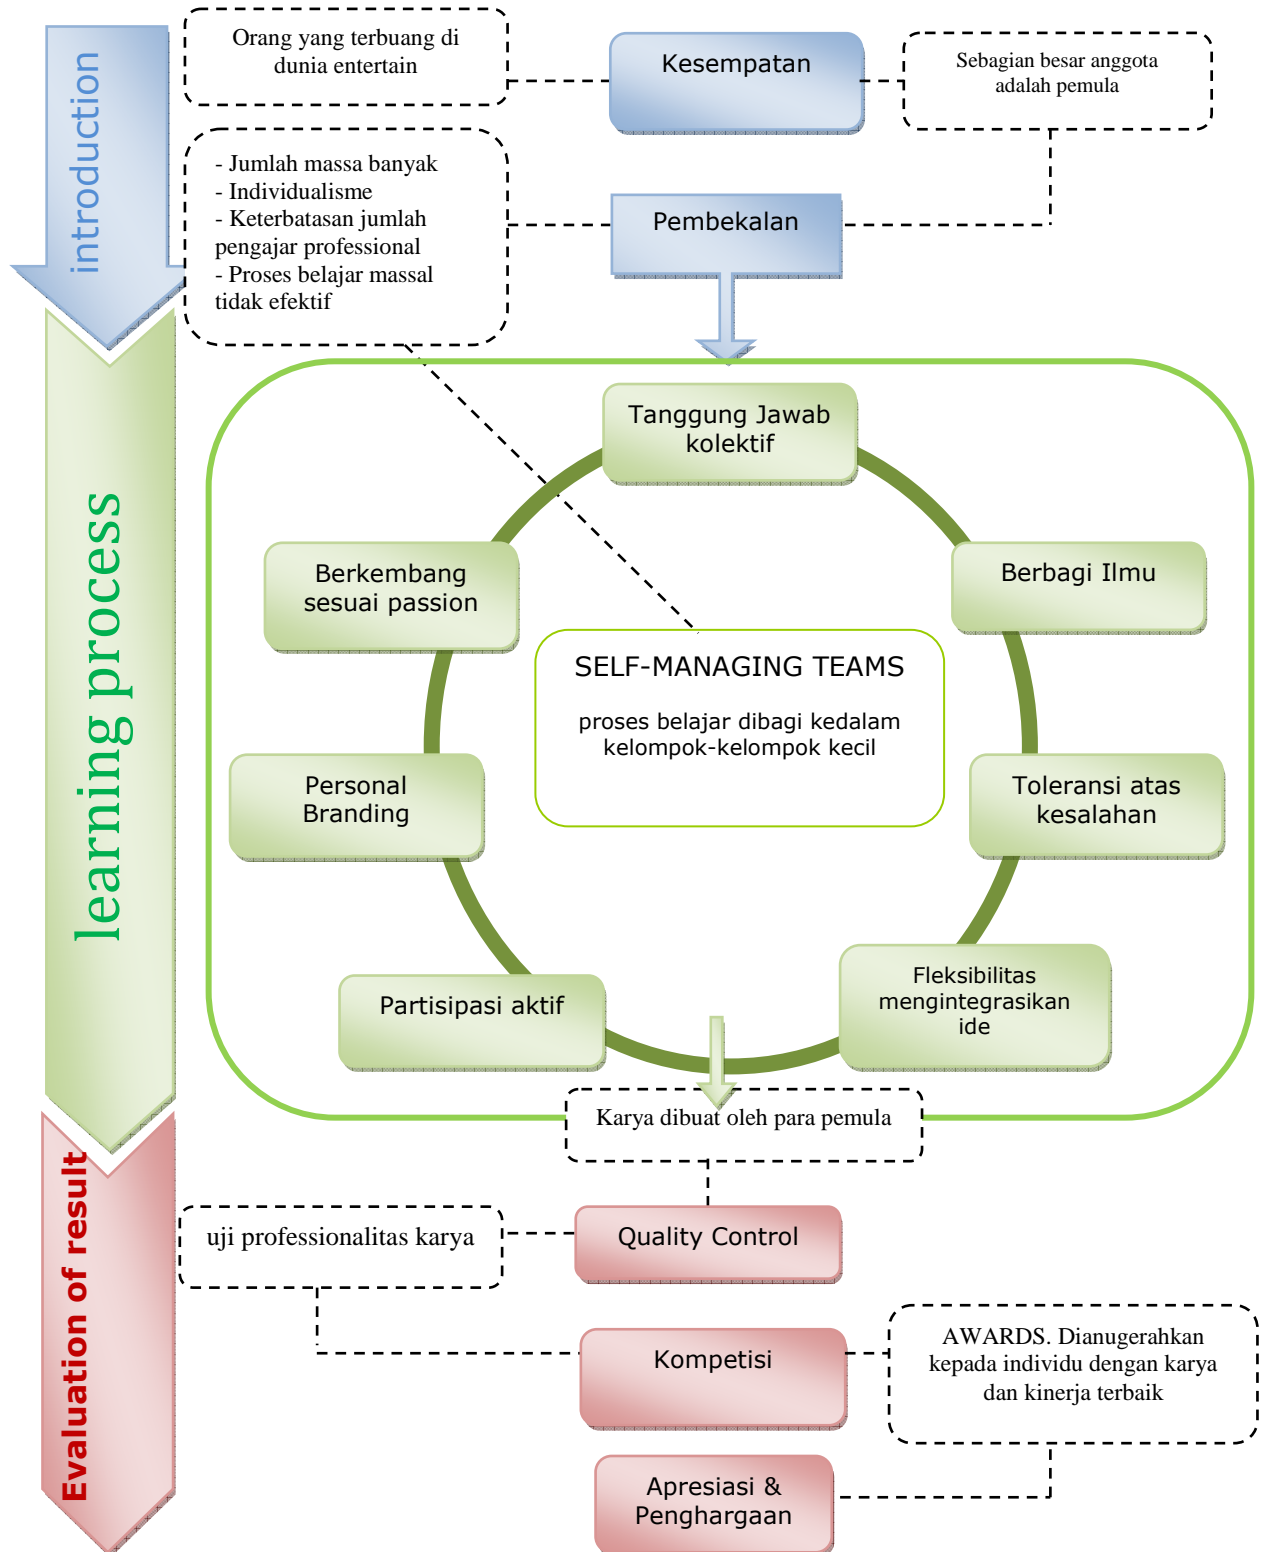 introduction
Orang yang terbuang di
dunia entertain
Kesempatan
Sebagian besar anggota
adalah pemula
- Jumlah massa banyak
- Individualisme
- Keterbatasan jumlah
pengajar professional
- Proses belajar massal
tidak efektif
Pembekalan
learning process
Tanggung Jawab
kolektif
Berkembang
sesuai passion
Berbagi Ilmu
SELF-MANAGING TEAMS
proses belajar dibagi kedalam
kelompok-kelompok kecil
Personal
Branding
Toleransi atas
kesalahan
Partisipasi aktif
Fleksibilitas
mengintegrasikan
ide
Karya dibuat oleh para pemula
Evaluation of result
uji professionalitas karya
Quality Control
Kompetisi
AWARDS. Dianugerahkan
kepada individu dengan karya
dan kinerja terbaik
Apresiasi &
Penghargaan